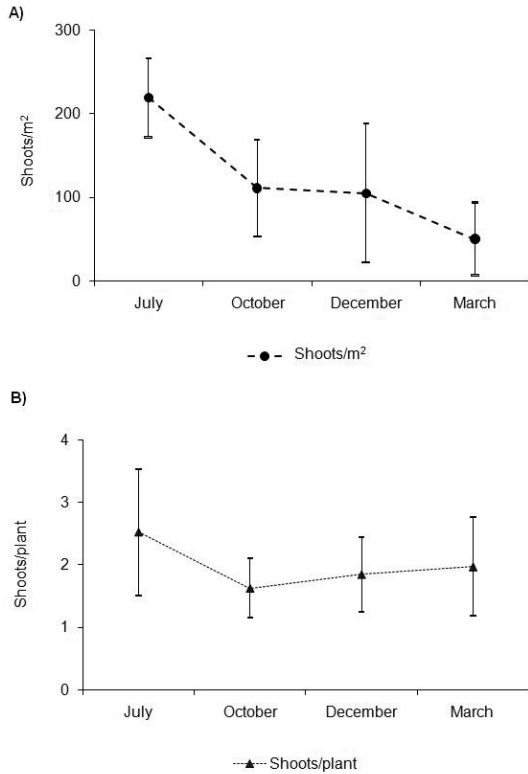 A)
300
200
100
0
Shoots/m²
July October December March
Shoots/m²
B)
4
3
2
1
0
Shoots/plant
July October December March
Shoots/plant